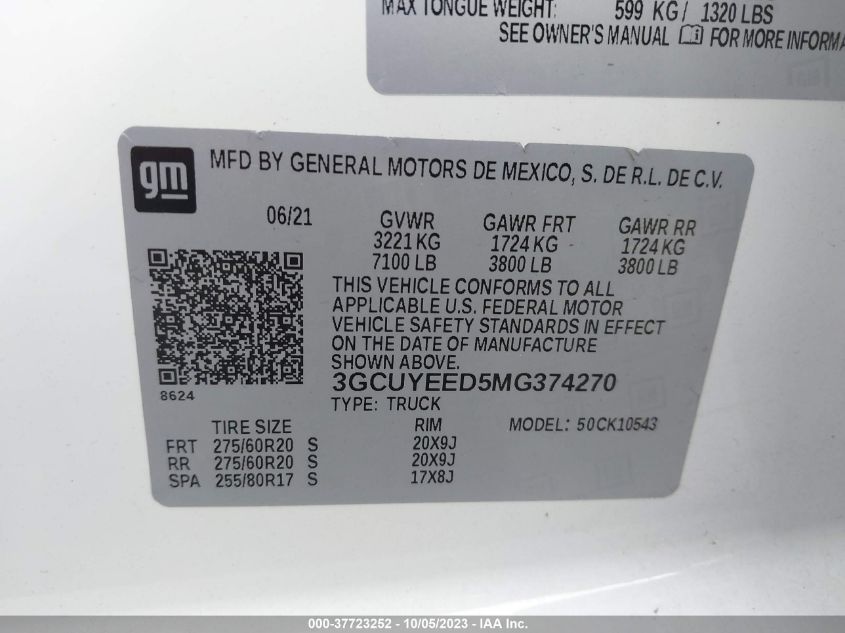 MAX TONGUE WEIGHT: 599 KG/ 1320 LBS
SEE OWNER'S MANUAL FOR MORE INFORMA
gm MFD BY GENERAL MOTORS DE MEXICO, S. DE R.L. DE C.V.
06/21 GVWR GAWR FRT GAWR RR
3221 KG 1724 KG 1724 KG
7100 LB 3800 LB 3800 LB
THIS VEHICLE CONFORMS TO ALL
APPLICABLE U.S. FEDERAL MOTOR
VEHICLE SAFETY STANDARDS IN EFFECT
ON THE DATE OF MANUFACTURE
SHOWN ABOVE.
3GCUYEED5MG374270
8624
TYPE: TRUCK
TIRE SIZE RIM MODEL: 50CK10543
FRT 275/60R20 S 20X9J
RR 275/60R20 S 20X9J
SPA 255/80R17 S 17X8J
000-37723252 - 10/05/2023 - IAA Inc.